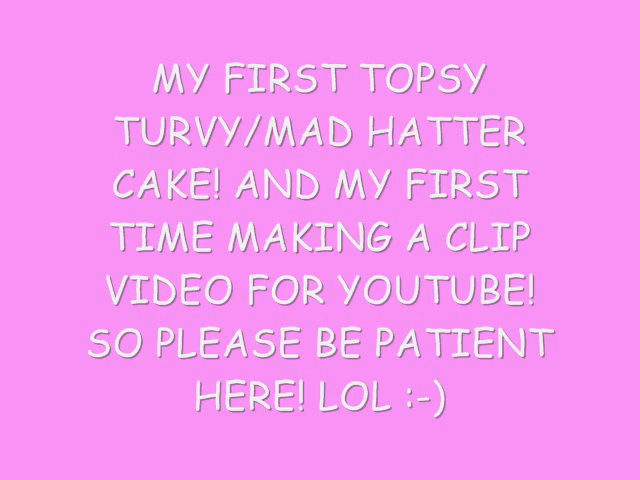 MY FIRST TOPSY
TURVY/MAD HATTER
CAKE! AND MY FIRST
TIME MAKING A CLIP
VIDEO FOR YOUTUBE!
SO PLEASE BE PATIENT
HERE! LOL :-)